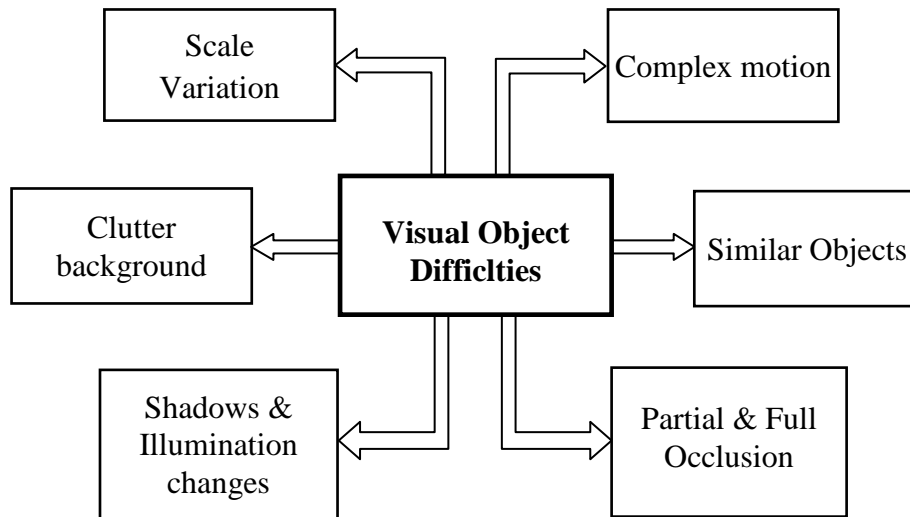 Scale
Variation
Complex motion
Clutter
background
Visual Object
Difficlties
Similar Objects
Shadows &
Illumination
changes
Partial & Full
Occlusion